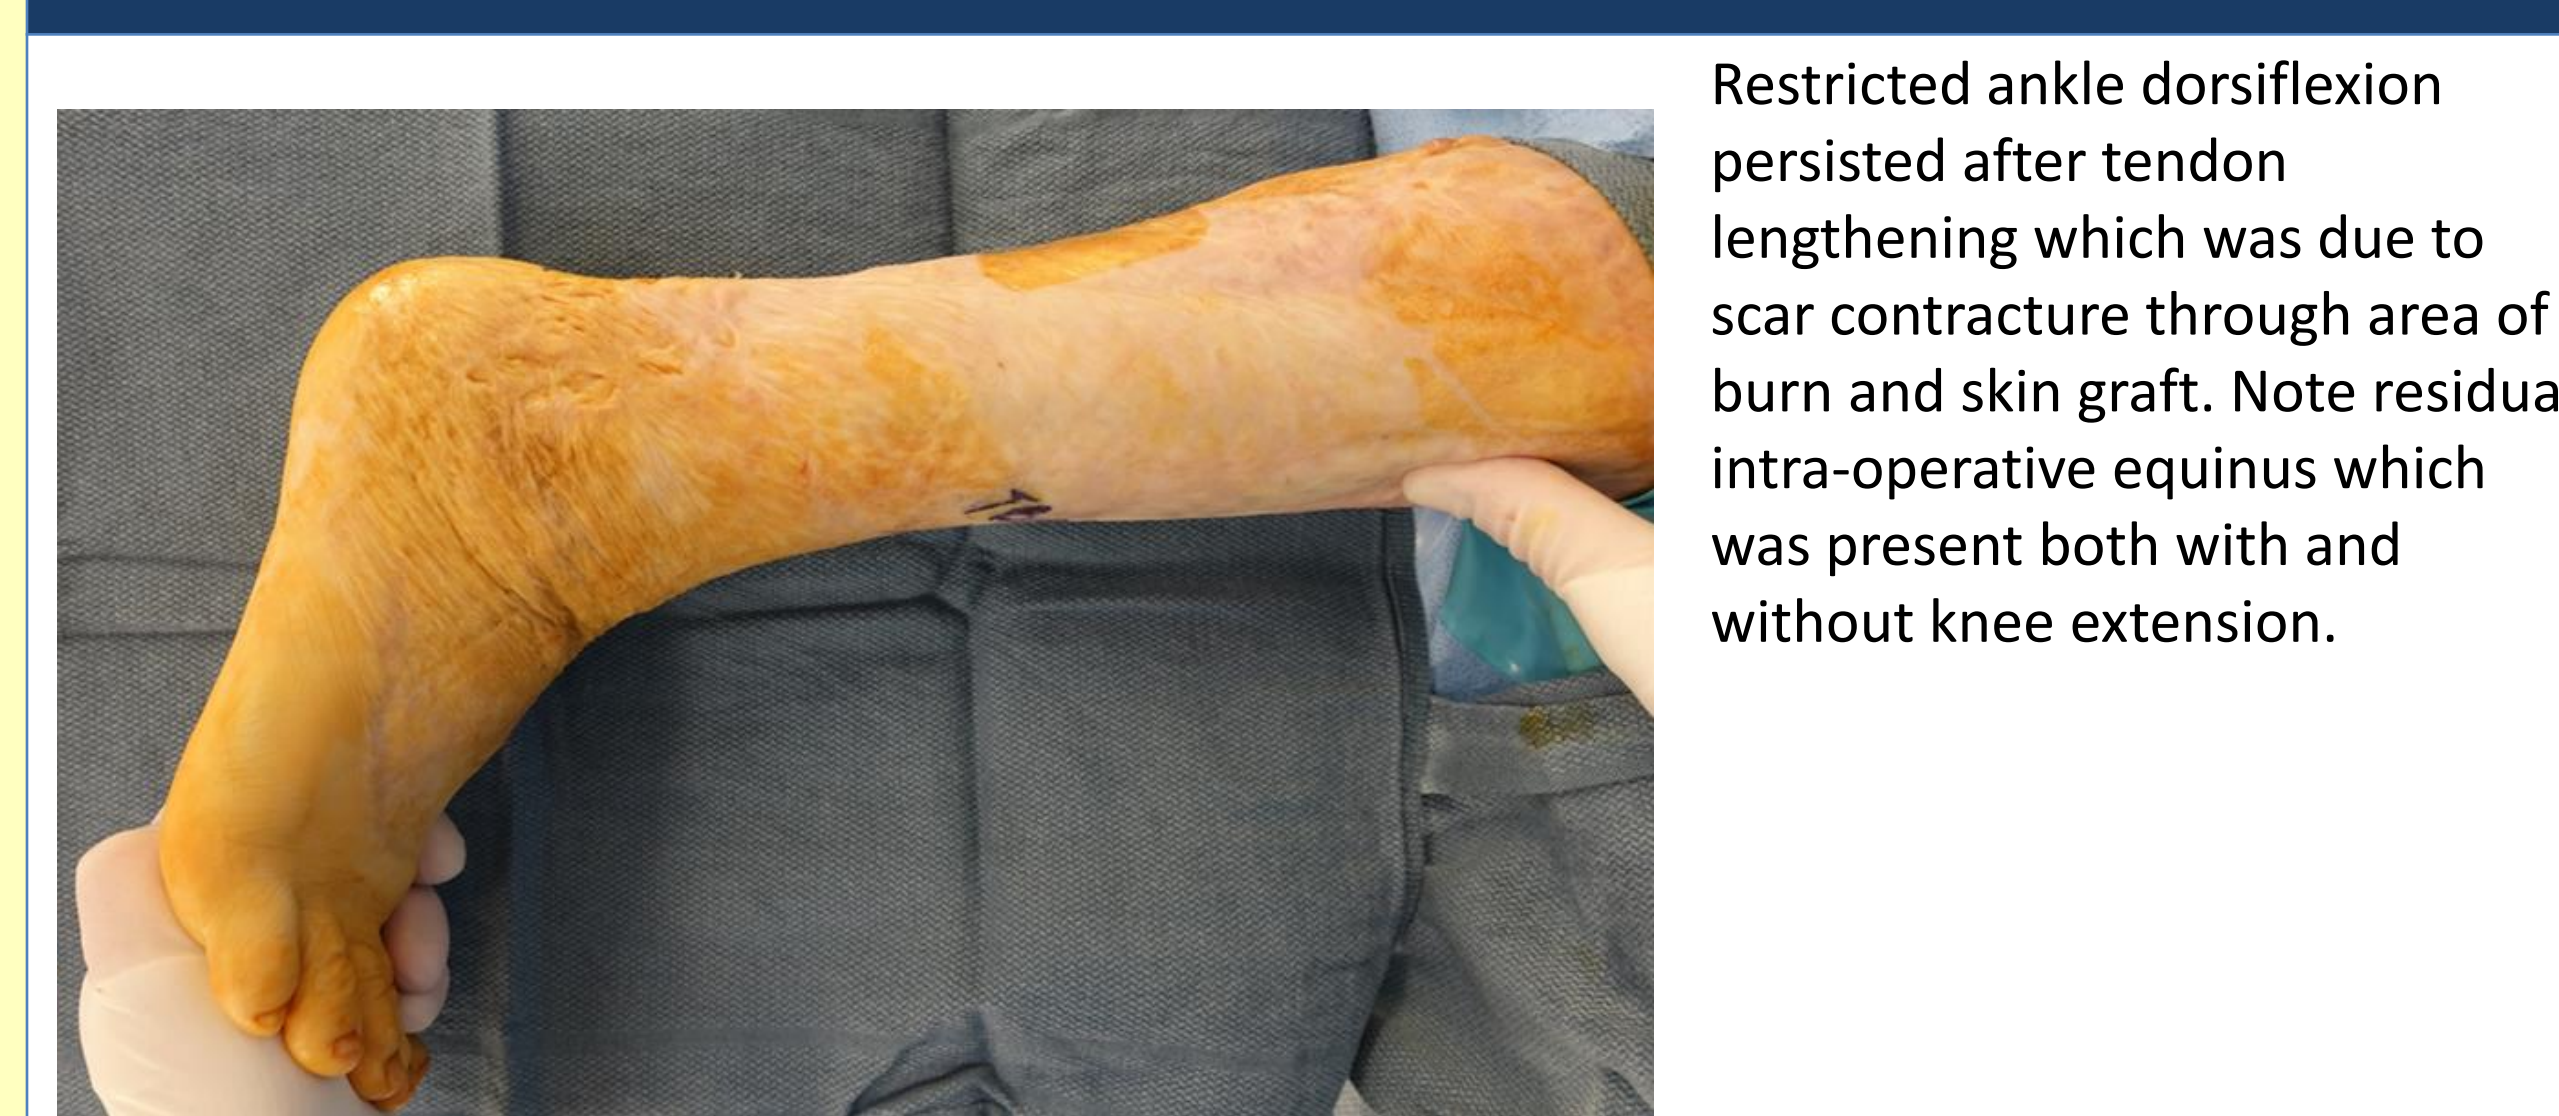 Restricted ankle dorsiflexion
persisted after tendon
lengthening which was due to
scar contracture through area of
burn and skin graft. Note residua
intra-operative equinus which
was present both with and
without knee extension.